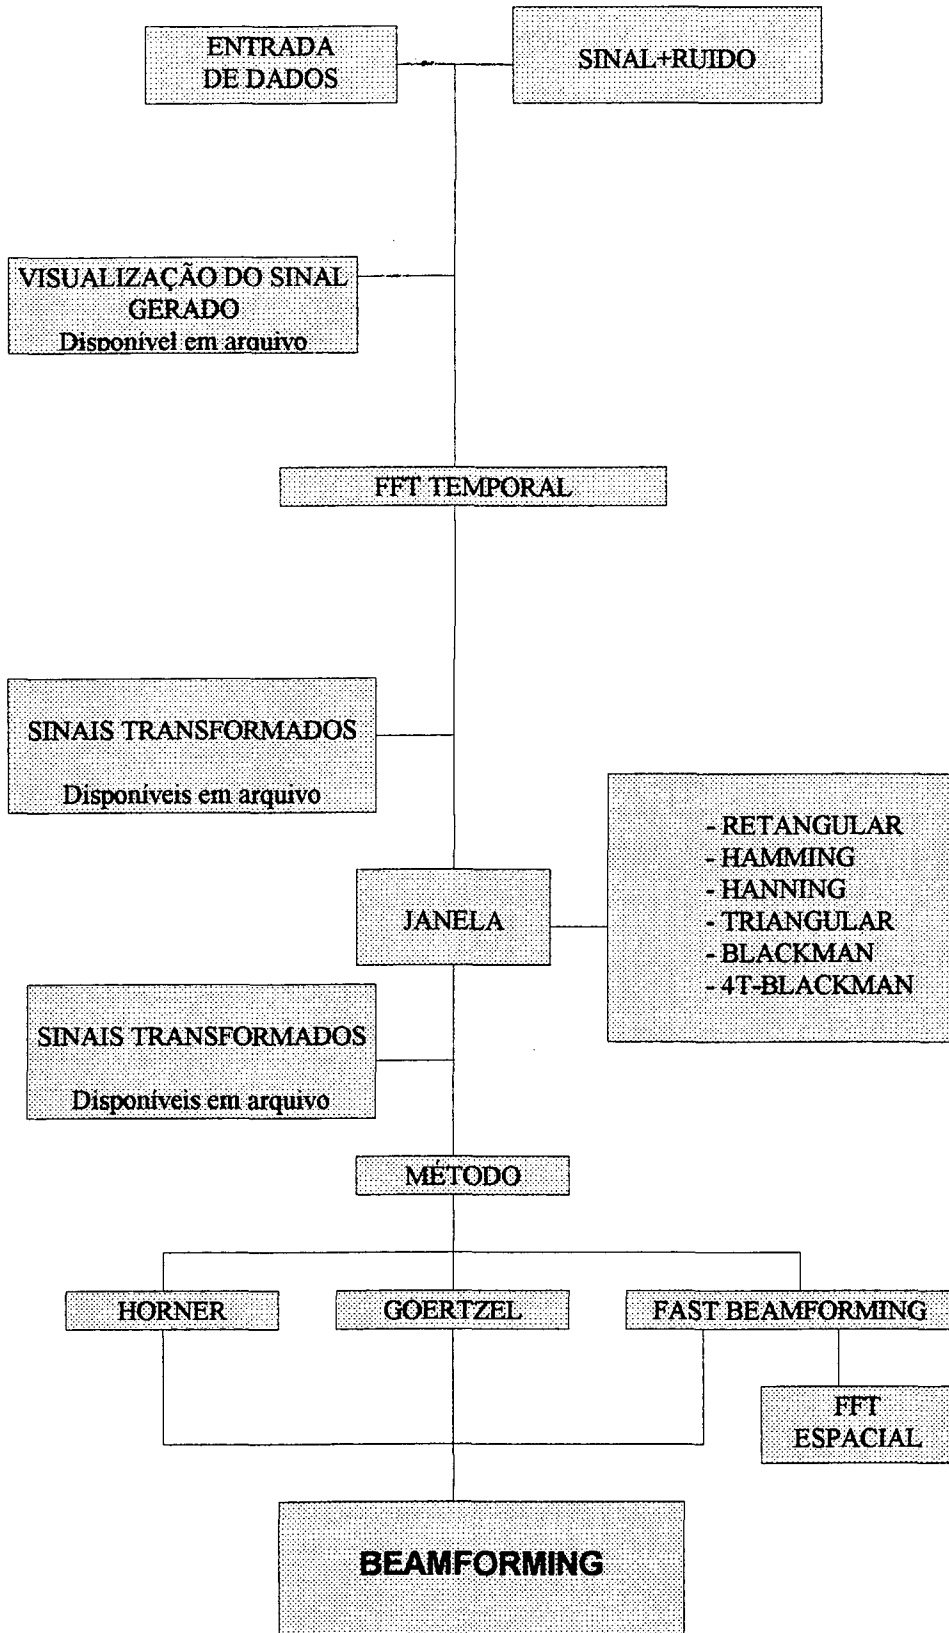 ENTRADA
DE DADOS
SINAL+RUIDO
VISUALIZAÇÃO DO SINAL
GERADO
Disponível em arquivo
FFT TEMPORAL
SINAIS TRANSFORMADOS
Disponíveis em arquivo
- RETANGULAR
- HAMMING
- HANNING
- TRIANGULAR
- BLACKMAN
- 4T-BLACKMAN
JANELA
SINAIS TRANSFORMADOS
Disponíveis em arquivo
MÉTODO
HORNER
GOERTZEL
FAST BEAMFORMING
FFT
ESPACIAL
BEAMFORMING